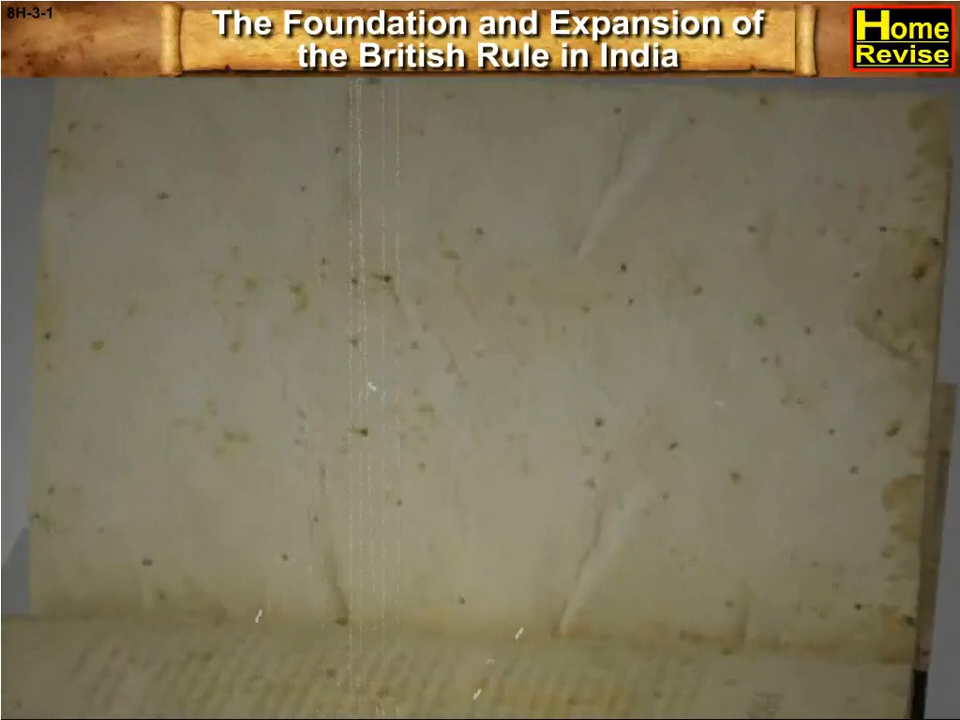 8H-3-1
The Foundation and Expansion of
the British Rule in India
Home
Revise